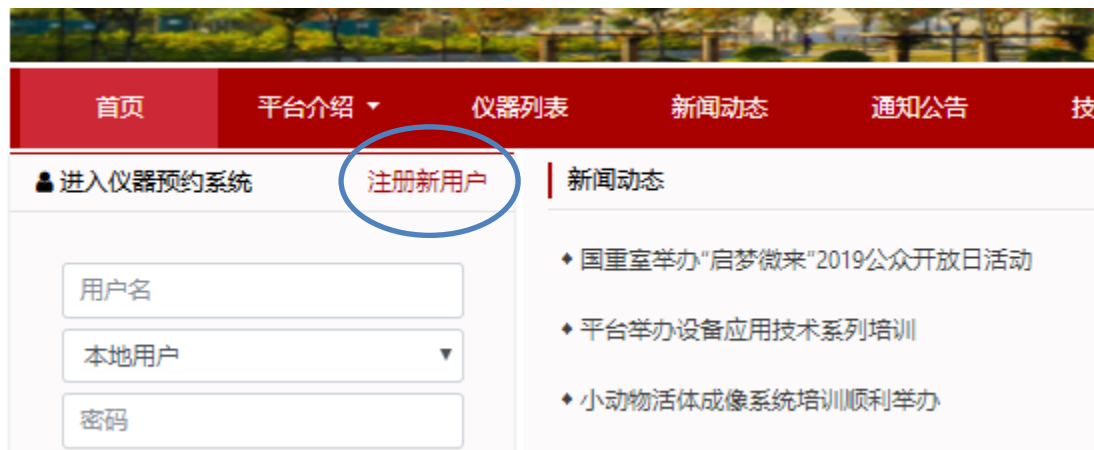 首页 平台介绍 仪器列表 新闻动态 通知公告 技
进入仪器预约系统 注册新用户
用户名
本地用户
密码
新闻动态
国重室举办"启梦微来"2019公众开放日活动
平台举办设备应用技术系列培训
小动物活体成像系统培训顺利举办